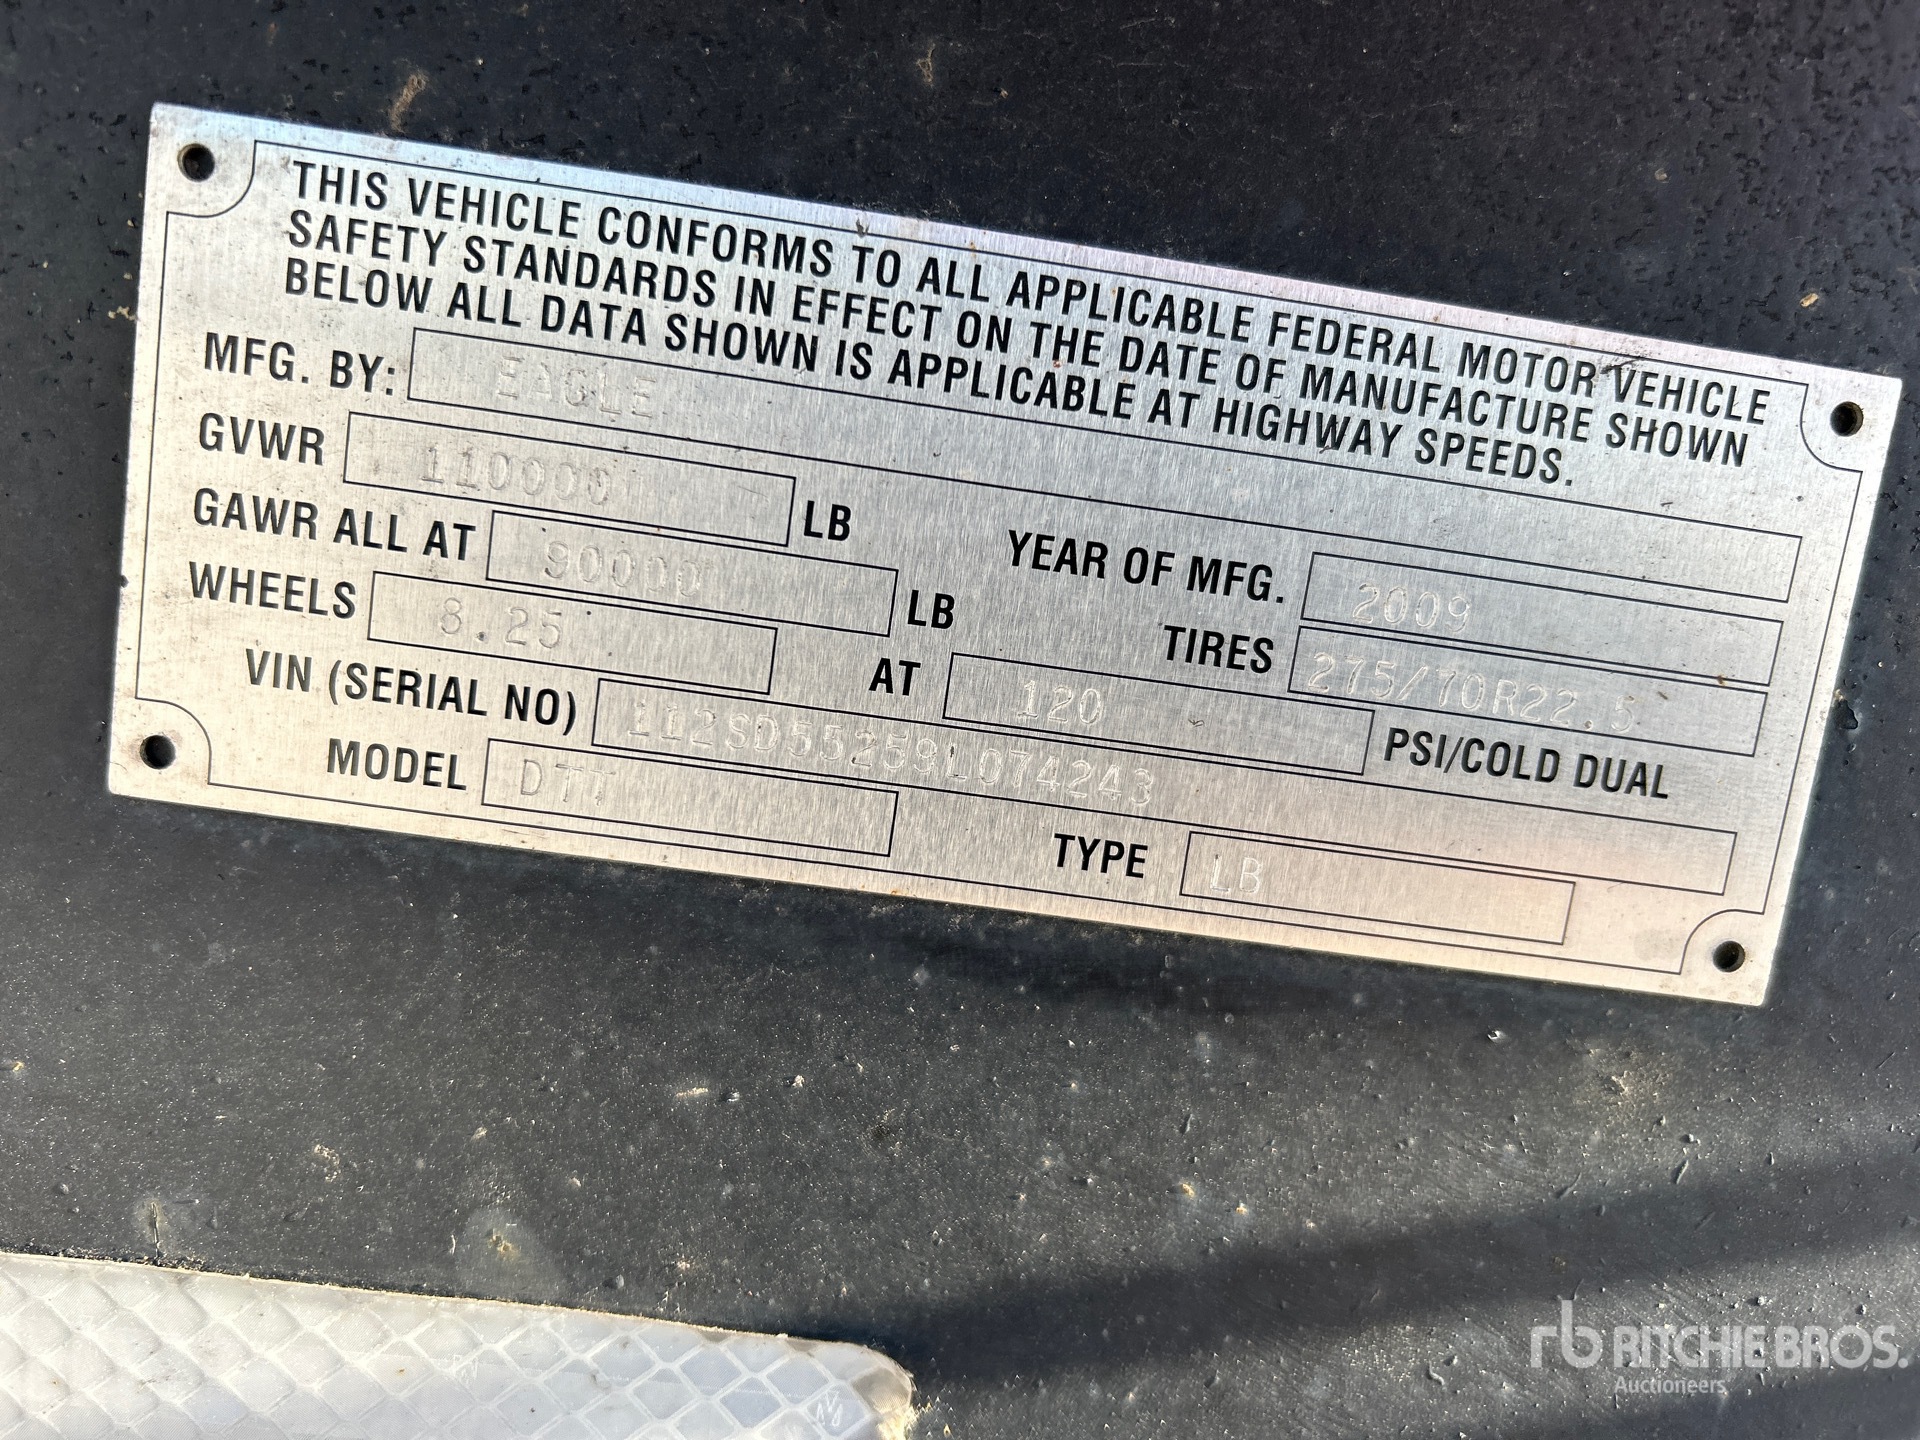 THIS VEHICLE CONFORMS TO ALL APPLICABLE FEDERAL MOTOR VEHICLE
SAFETY STANDARDS IN EFFECT ON THE DATE OF MANUFACTURE SHOWN
BELOW ALL DATA SHOWN IS APPLICABLE AT HIGHWAY SPEEDS.
MFG. BY: EAGLE
GVWR 110000 LB YEAR OF MFG. 2009
GAWR ALL AT 90000 LB TIRES 275/70R22.5
WHEELS 8.25 AT 120 PSI/COLD DUAL
VIN (SERIAL NO) 112SD55259L074243
MODEL DTT TYPE LB
rb RITCHIE BROS.
Auctioneers